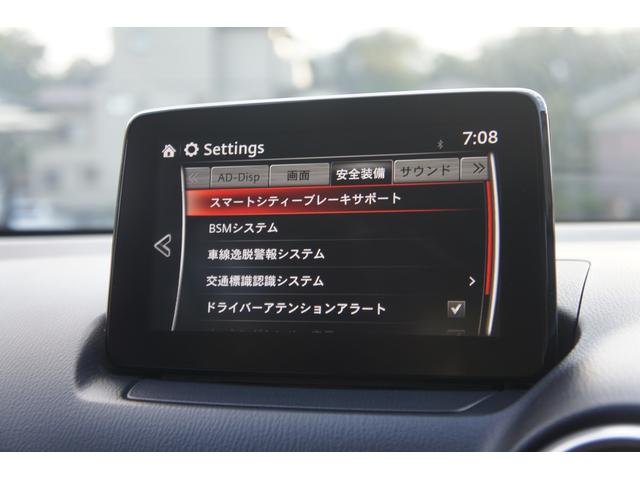 Settings 7:08
AD-Disp 画面 安全装備 サウンド
スマートシティーブレーキサポート
BSMシステム
車線逸脱警報システム
交通標識認識システム
ドライバーアテンションアラート